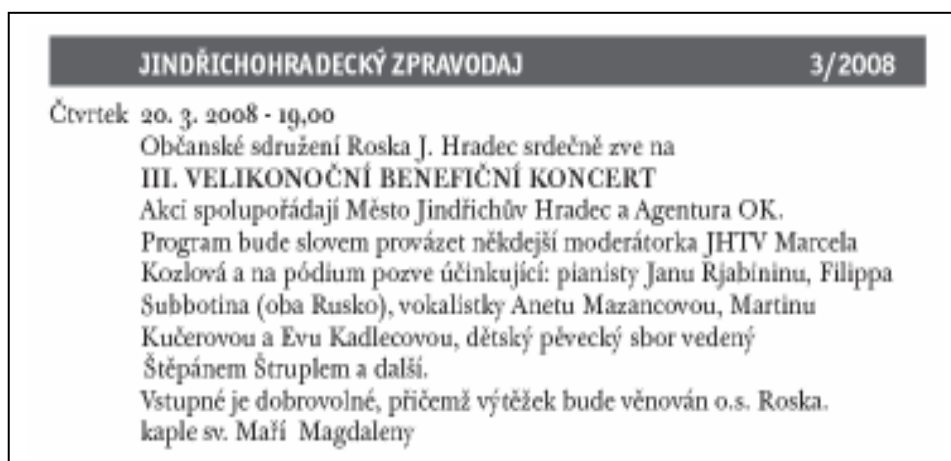 JINDŘICHOHRADECKÝ ZPRAVODAJ 3/2008
Čtvrtek 20. 3. 2008 - 19,00
Občanské sdružení Roska J. Hradec srdečně zve na
III. VELIKONOČNÍ BENEFIČNÍ KONCERT
Akci spolupořádají Město Jindřichův Hradec a Agentura OK.
Program bude slovem provázet někdejší moderátorka JHTV Marcela
Kozlová a na pódium pozve účinkující: pianisty Janu Rjabíninu, Filippa
Subbotina (oba Rusko), vokalistky Anetu Mazancovou, Martinu
Kučerovou a Evu Kadlecovou, dětský pěvecký sbor vedený
Štěpánem Štruplem a další.
Vstupné je dobrovolné, přičemž výtěžek bude věnován o.s. Roska.
kaple sv. Maří Magdaleny